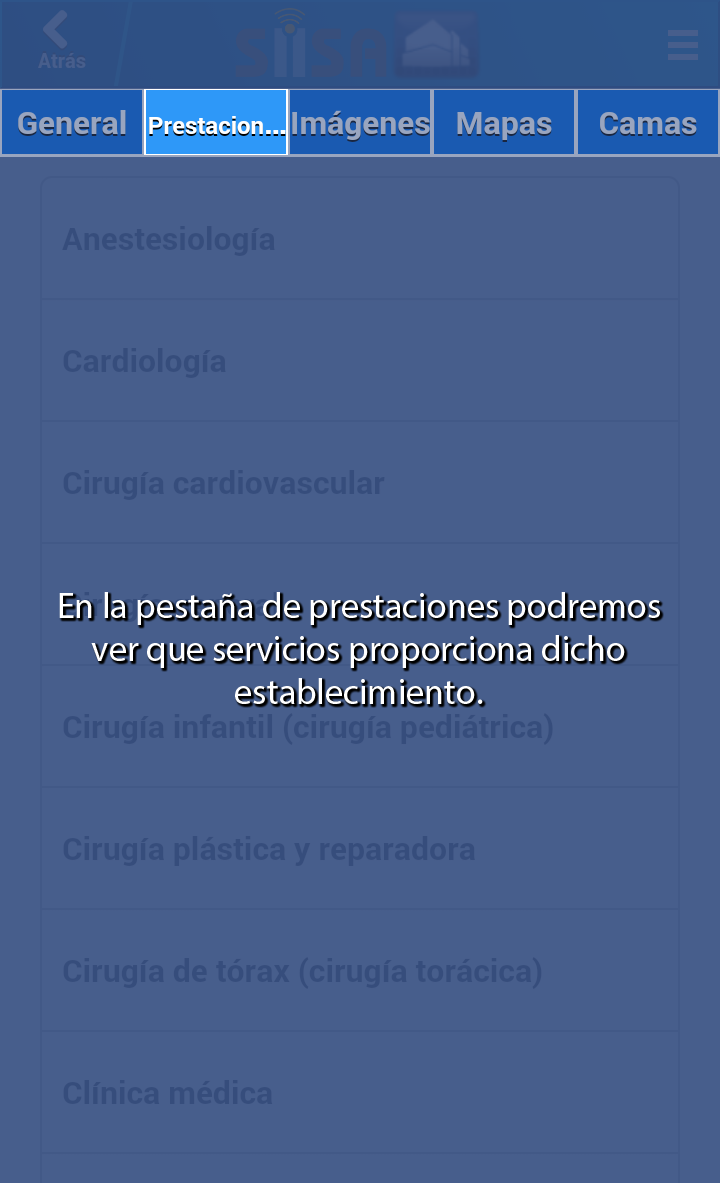 Atrás
SIISA
General
Prestacion...
Imágenes
Mapas
Camas
Anestesiología
Cardiología
Cirugía cardiovascular
En la pestaña de prestaciones podremos
ver que servicios proporciona dicho
establecimiento.
Cirugía infantil (cirugía pediátrica)
Cirugía plástica y reparadora
Cirugía de tórax (cirugía torácica)
Clínica médica